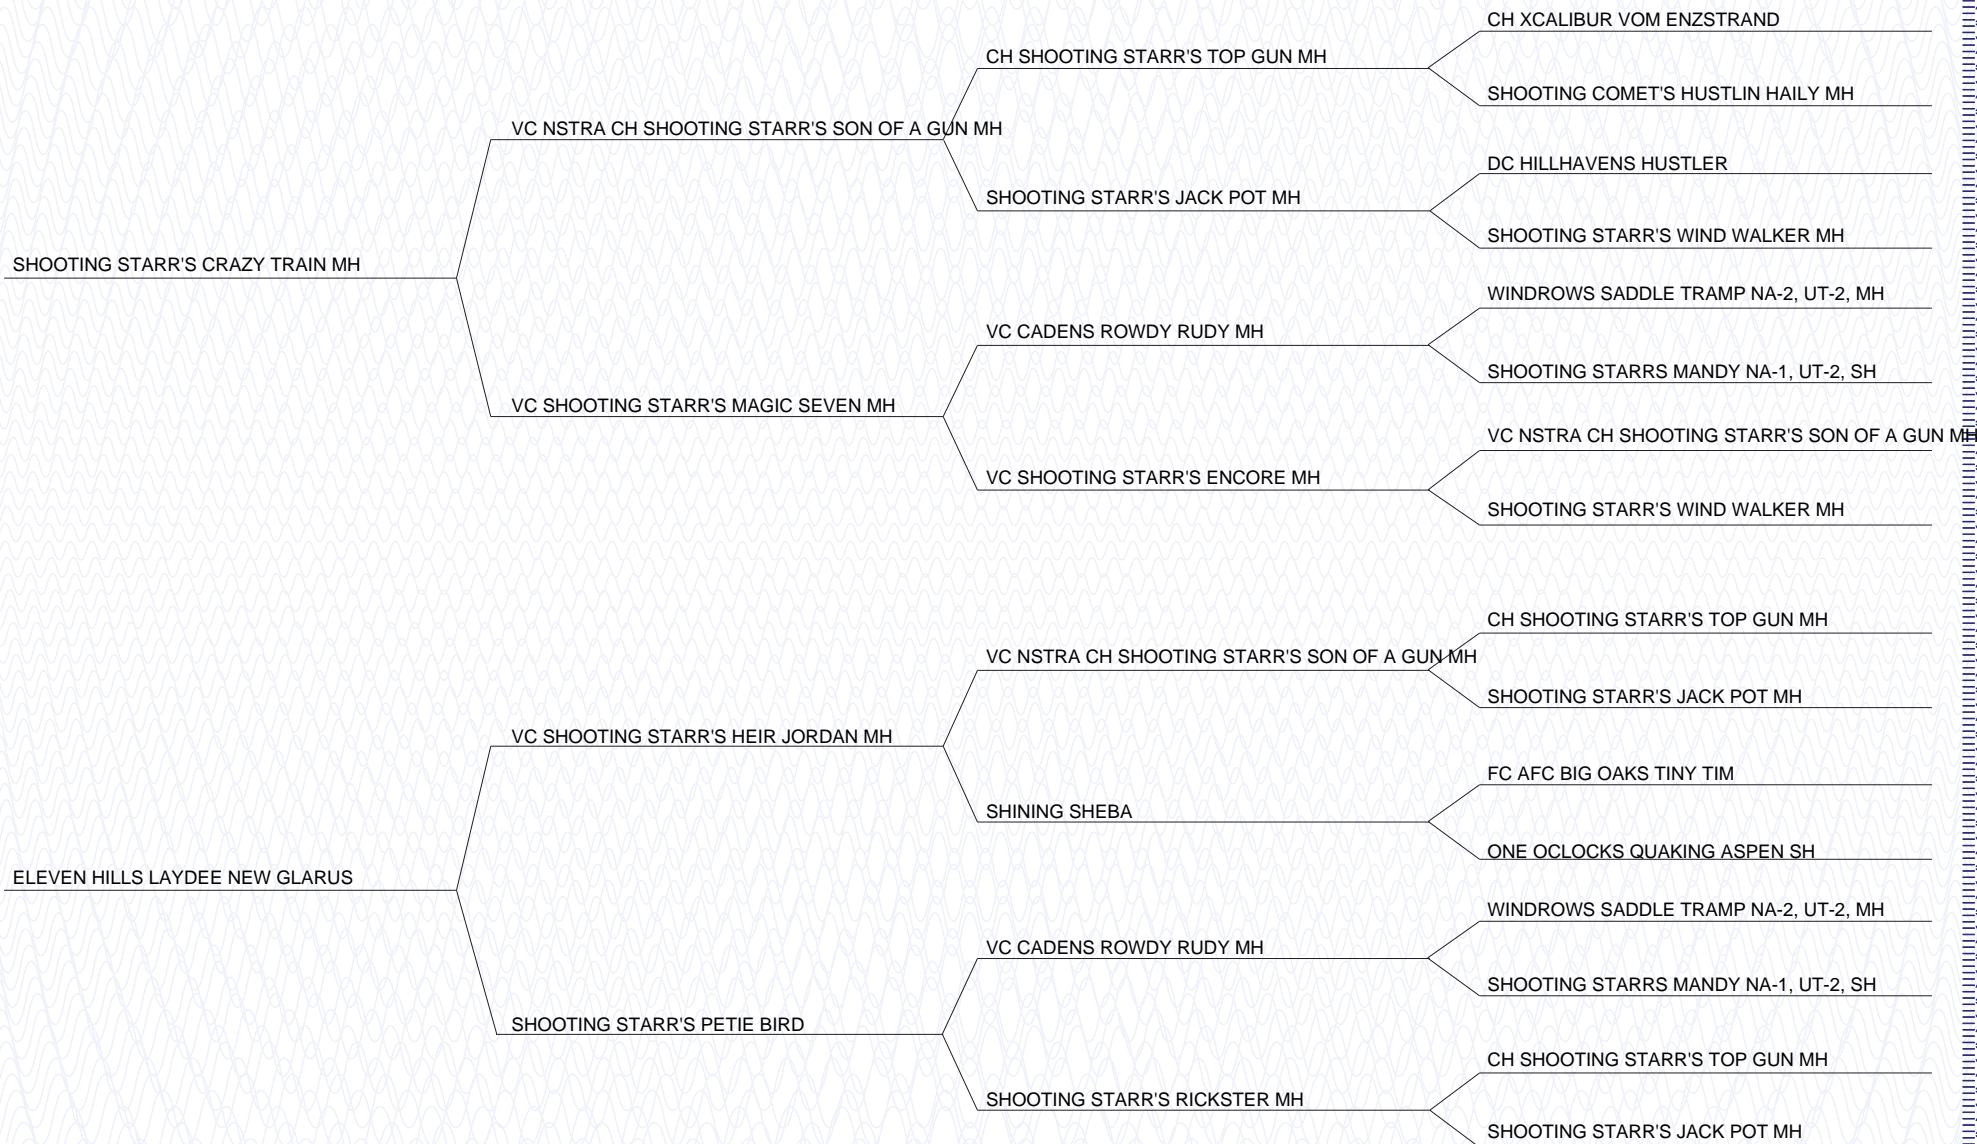 CH XCALIBUR VOM ENZSTRAND
CH SHOOTING STARR'S TOP GUN MH
SHOOTING COMET'S HUSTLIN HAILY MH
VC NSTRA CH SHOOTING STARR'S SON OF A GUN MH
DC HILLHAVENS HUSTLER
SHOOTING STARR'S JACK POT MH
SHOOTING STARR'S WIND WALKER MH
SHOOTING STARR'S CRAZY TRAIN MH
WINDROWS SADDLE TRAMP NA-2, UT-2, MH
VC CADENS ROWDY RUDY MH
SHOOTING STARRS MANDY NA-1, UT-2, SH
VC SHOOTING STARR'S MAGIC SEVEN MH
VC NSTRA CH SHOOTING STARR'S SON OF A GUN MH
VC SHOOTING STARR'S ENCORE MH
SHOOTING STARR'S WIND WALKER MH
CH SHOOTING STARR'S TOP GUN MH
VC NSTRA CH SHOOTING STARR'S SON OF A GUN MH
SHOOTING STARR'S JACK POT MH
VC SHOOTING STARR'S HEIR JORDAN MH
FC AFC BIG OAKS TINY TIM
SHINING SHEBA
ONE OCLOCKS QUAKING ASPEN SH
ELEVEN HILLS LAYDEE NEW GLARUS
WINDROWS SADDLE TRAMP NA-2, UT-2, MH
VC CADENS ROWDY RUDY MH
SHOOTING STARRS MANDY NA-1, UT-2, SH
SHOOTING STARR'S PETIE BIRD
CH SHOOTING STARR'S TOP GUN MH
SHOOTING STARR'S RICKSTER MH
SHOOTING STARR'S JACK POT MH